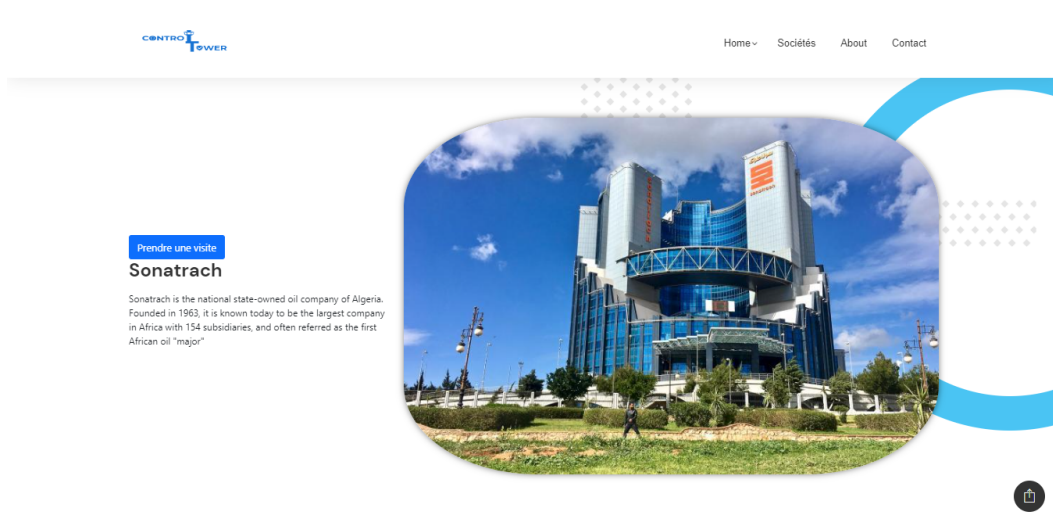 CONTROL TOWER
Home
Sociétés
About
Contact
Prendre une visite
Sonatrach
Sonatrach is the national state-owned oil company of Algeria.
Founded in 1963, it is known today to be the largest company
in Africa with 154 subsidiaries, and often referred as the first
African oil "major"
sonatrach